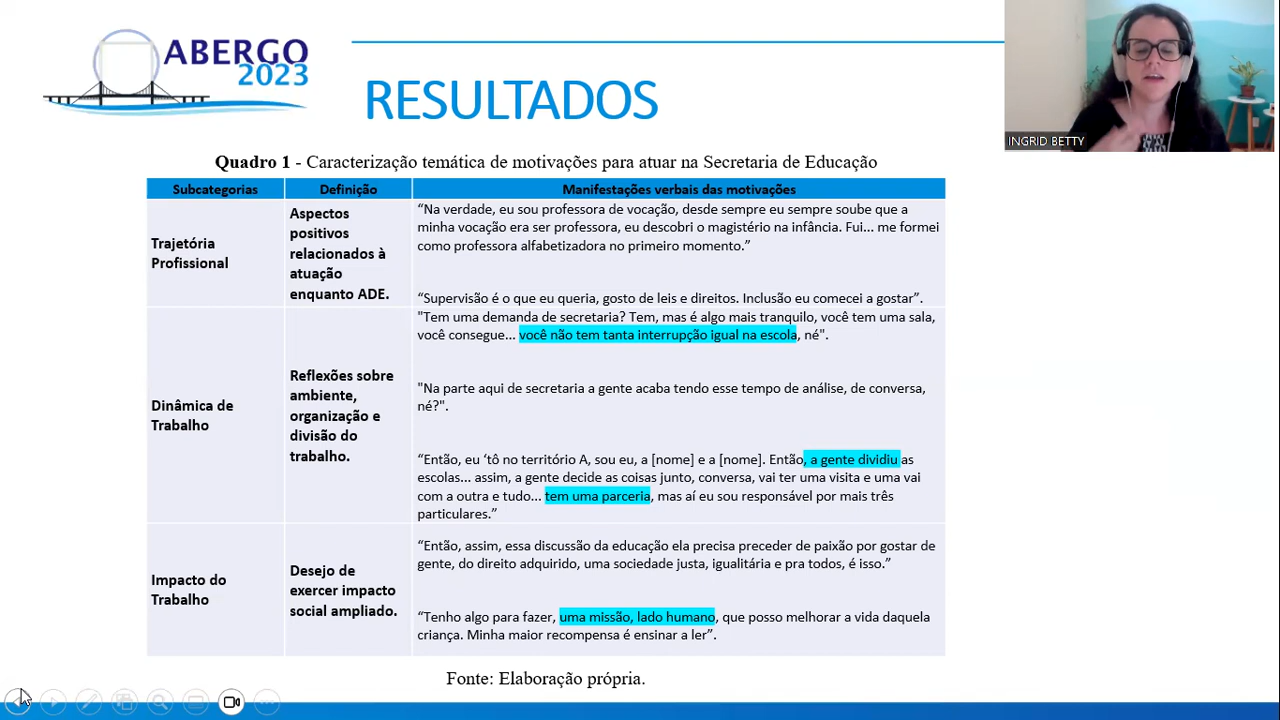 ABERGO
2023
RESULTADOS
INGRID BETTY
Quadro 1 - Caracterização temática de motivações para atuar na Secretaria de Educação
Subcategorias
Definição
Manifestações verbais das motivações
Trajetória
Profissional
Aspectos
positivos
relacionados à
atuação
enquanto ADE.
“Na verdade, eu sou professora de vocação, desde sempre eu sempre soube que a
minha vocação era ser professora, eu descobri o magistério na infância. Fui... me formei
como professora alfabetizadora no primeiro momento.”
“Supervisão é o que eu queria, gosto de leis e direitos. Inclusão eu comecei a gostar”.
Dinâmica de
Trabalho
Reflexões sobre
ambiente,
organização e
divisão do
trabalho.
"Tem uma demanda de secretaria? Tem, mas é algo mais tranquilo, você tem uma sala,
você consegue... você não tem tanta interrupção igual na escola, né".
"Na parte aqui de secretaria a gente acaba tendo esse tempo de análise, de conversa,
né?".
“Então, eu ‘tô no território A, sou eu, a [nome] e a [nome]. Então, a gente dividiu as
escolas... assim, a gente decide as coisas junto, conversa, vai ter uma visita e uma vai
com a outra e tudo... tem uma parceria, mas aí eu sou responsável por mais três
particulares.”
Impacto do
Trabalho
Desejo de
exercer impacto
social ampliado.
“Então, assim, essa discussão da educação ela precisa preceder de paixão por gostar de
gente, do direito adquirido, uma sociedade justa, igualitária e pra todos, é isso.”
“Tenho algo para fazer, uma missão, lado humano, que posso melhorar a vida daquela
criança. Minha maior recompensa é ensinar a ler”.
Fonte: Elaboração própria.